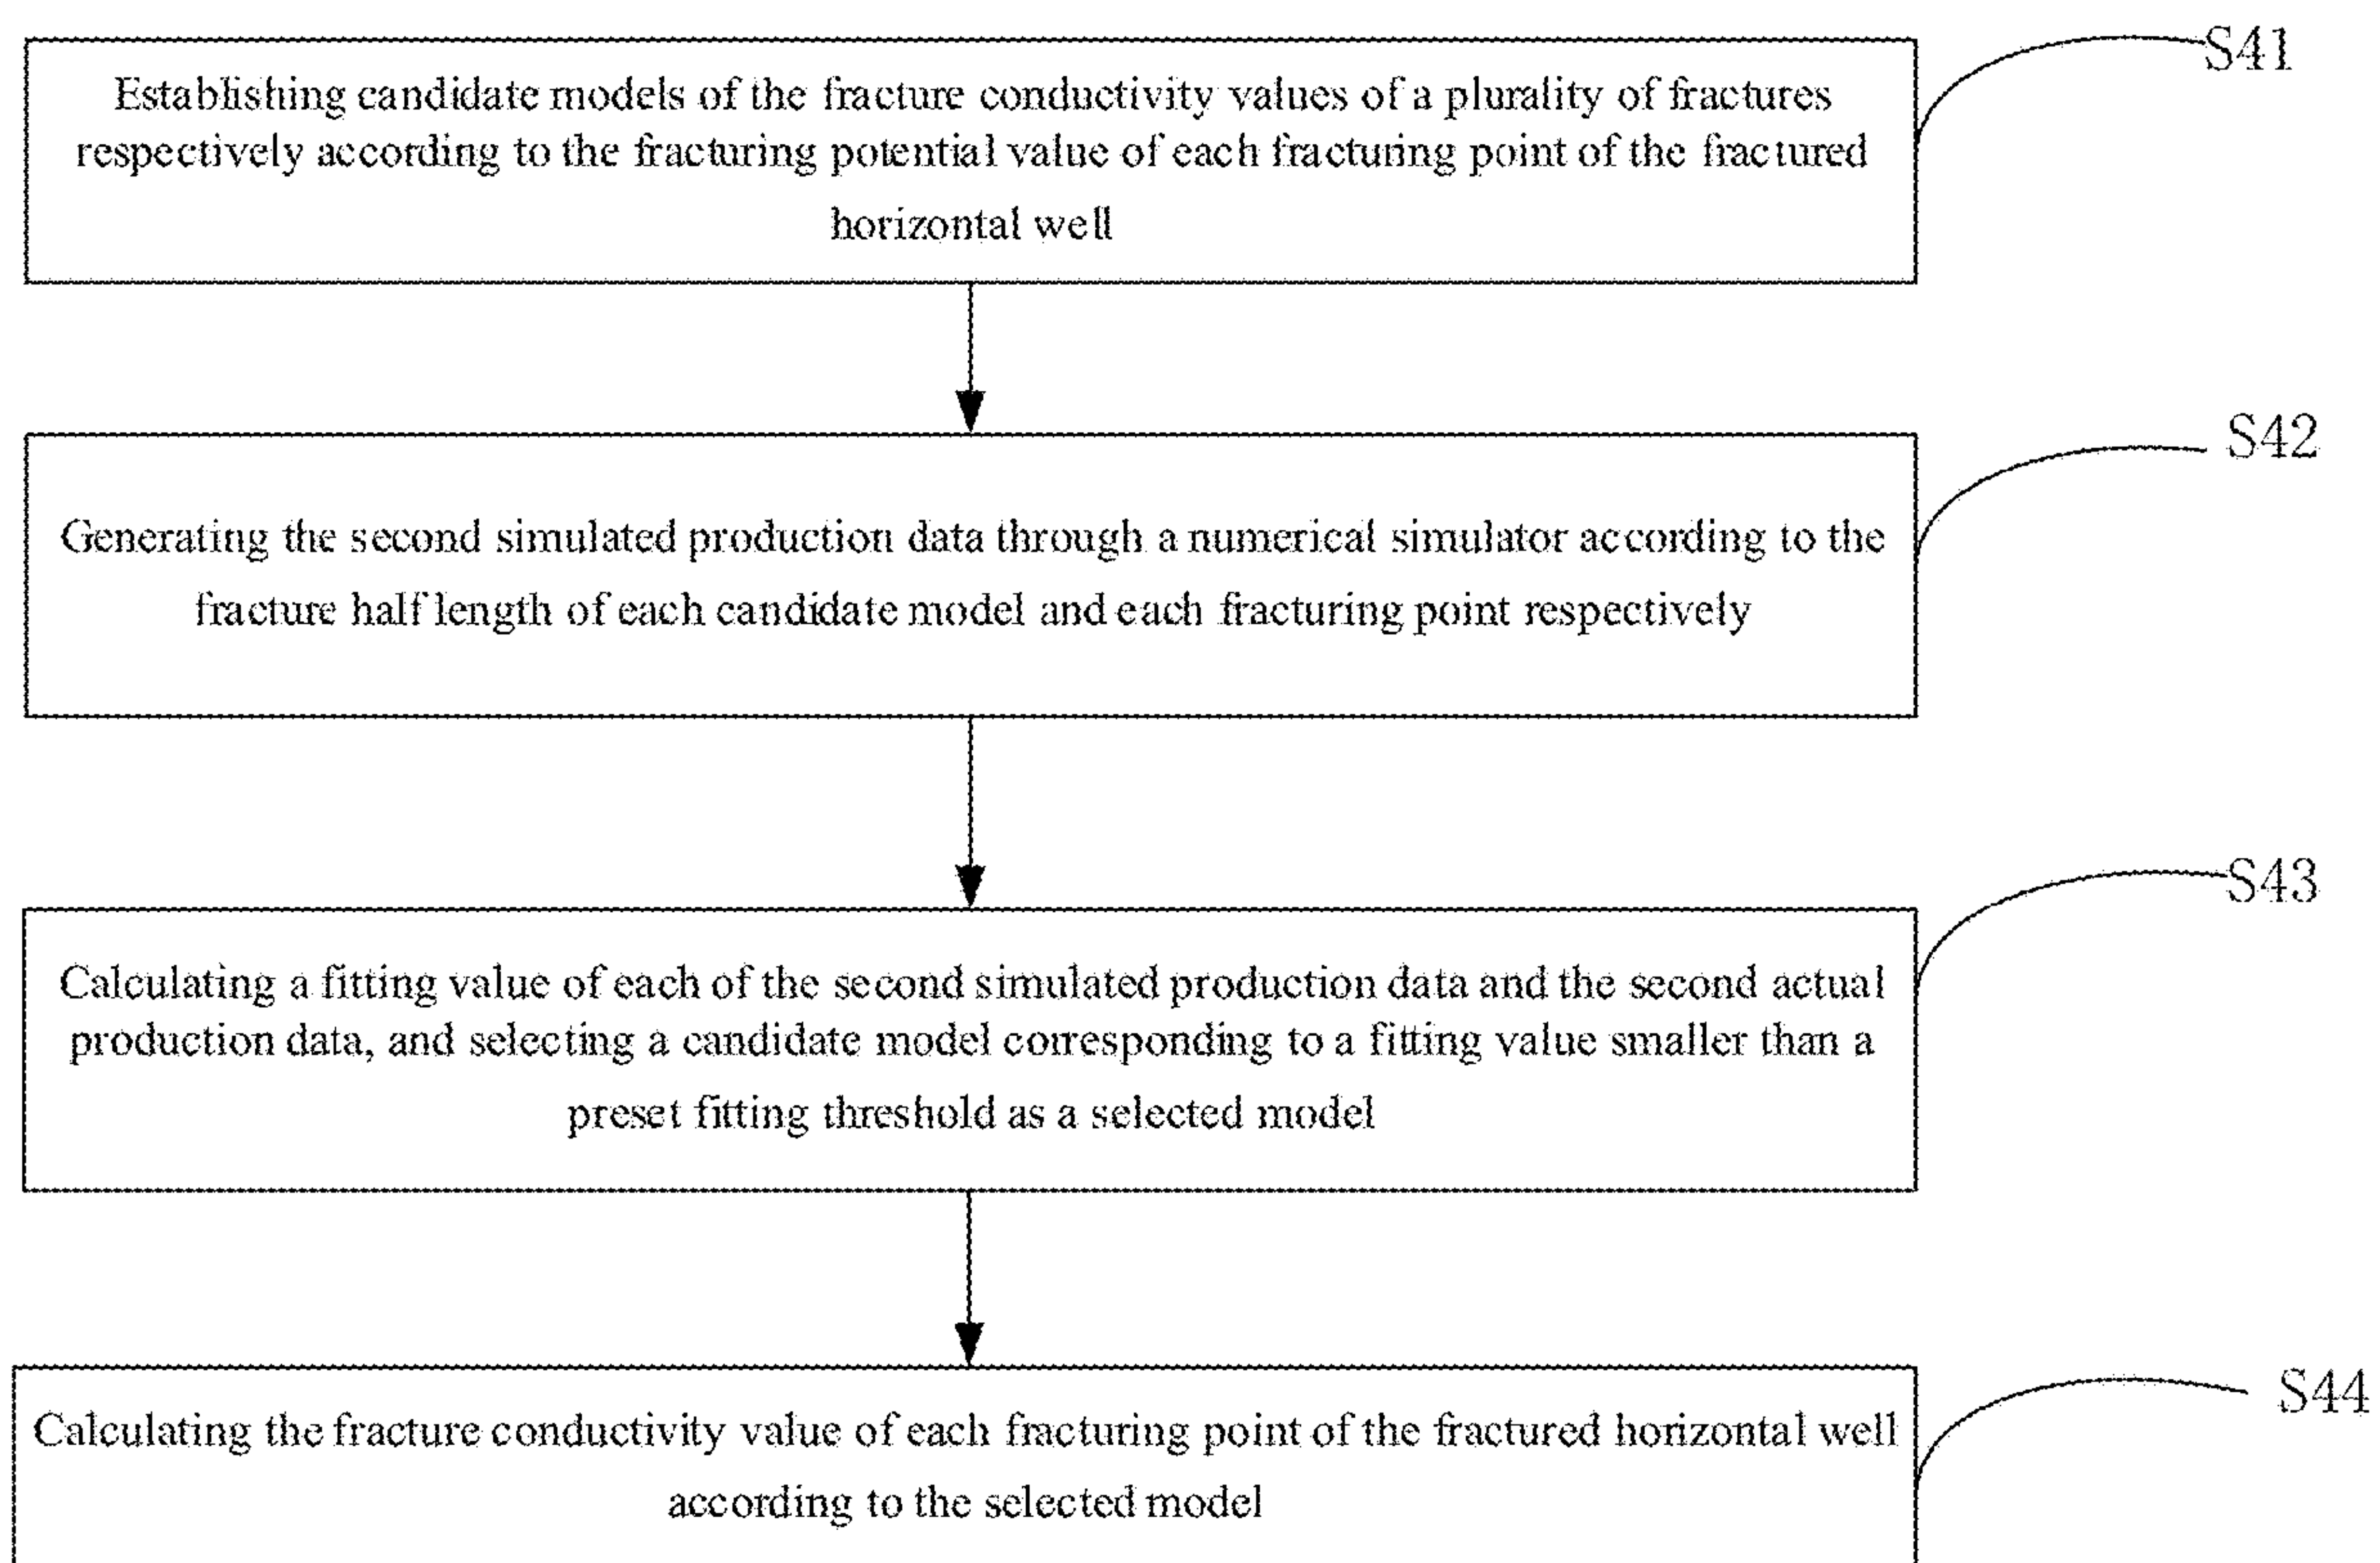 S41
Establishing candidate models of the fracture conductivity values of a plurality of fractures
respectively according to the fracturing potential value of each fracturing point of the fractured
horizontal well
S42
Generating the second simulated production data through a numerical simulator according to the
fracture half length of each candidate model and each fracturing point respectively
S43
Calculating a fitting value of each of the second simulated production data and the second actual
production data, and selecting a candidate model corresponding to a fitting value smaller than a
preset fitting threshold as a selected model
S44
Calculating the fracture conductivity value of each fracturing point of the fractured horizontal well
according to the selected model